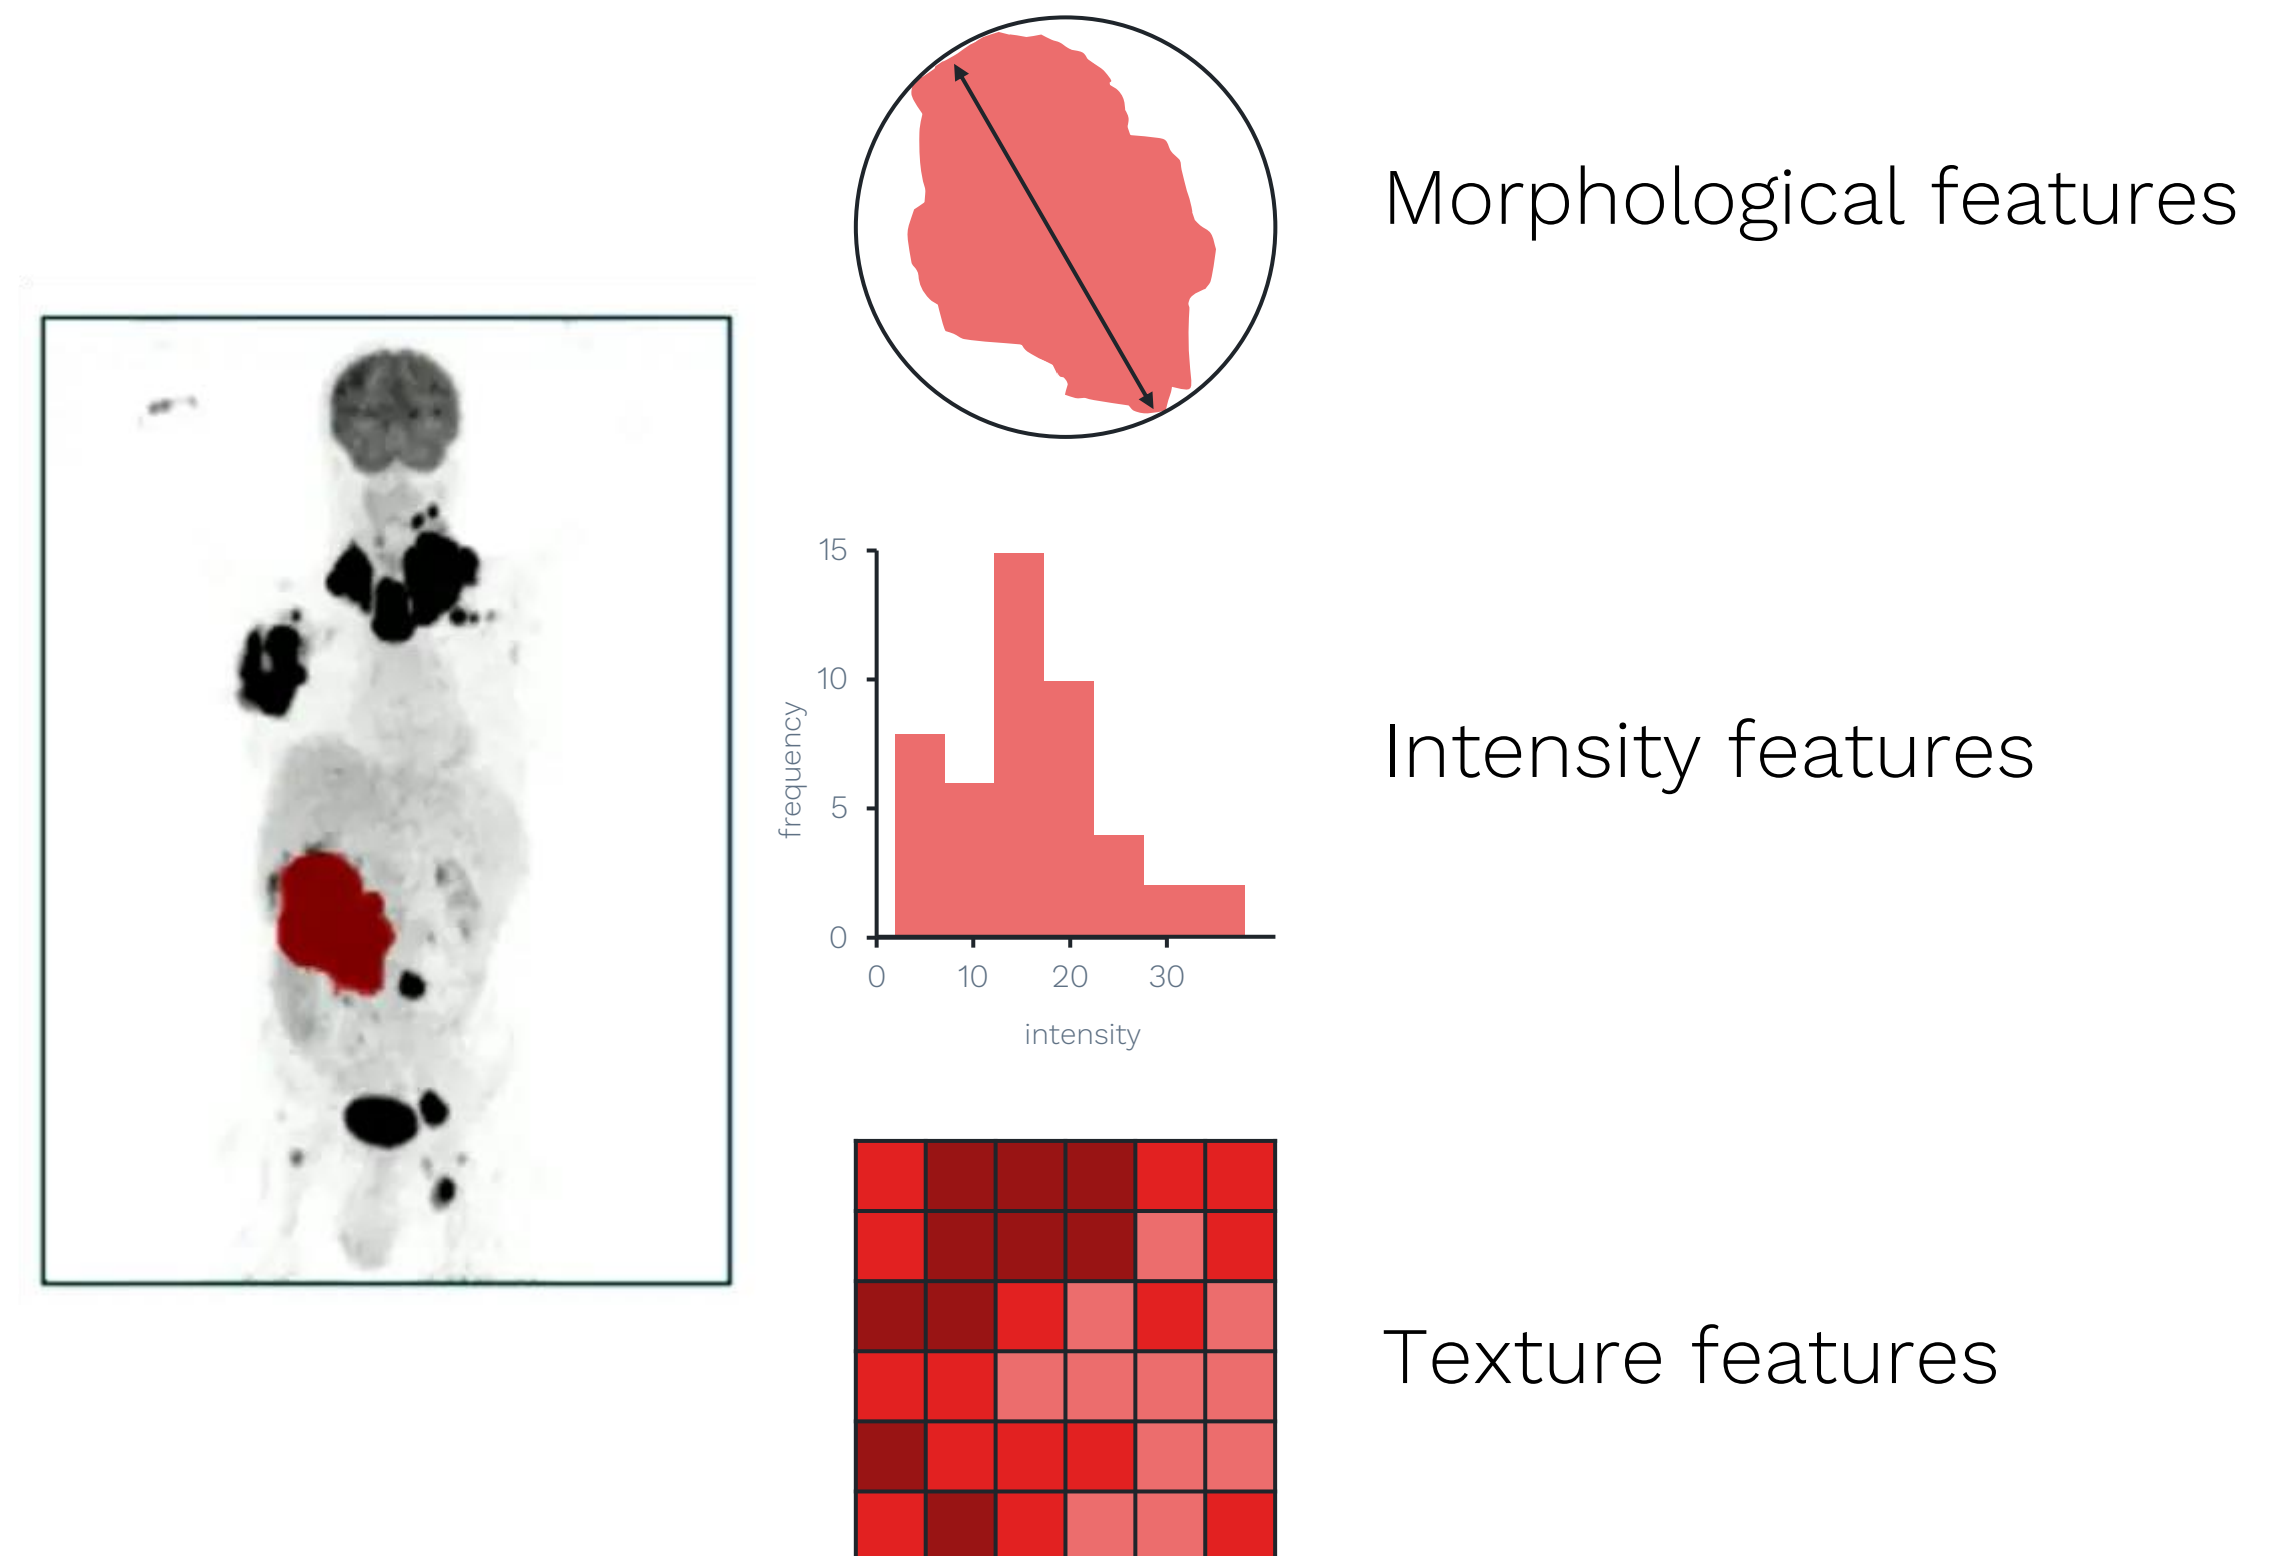 Morphological features
15
10
5
0
frequency
0 10 20 30
intensity
Intensity features
Texture features